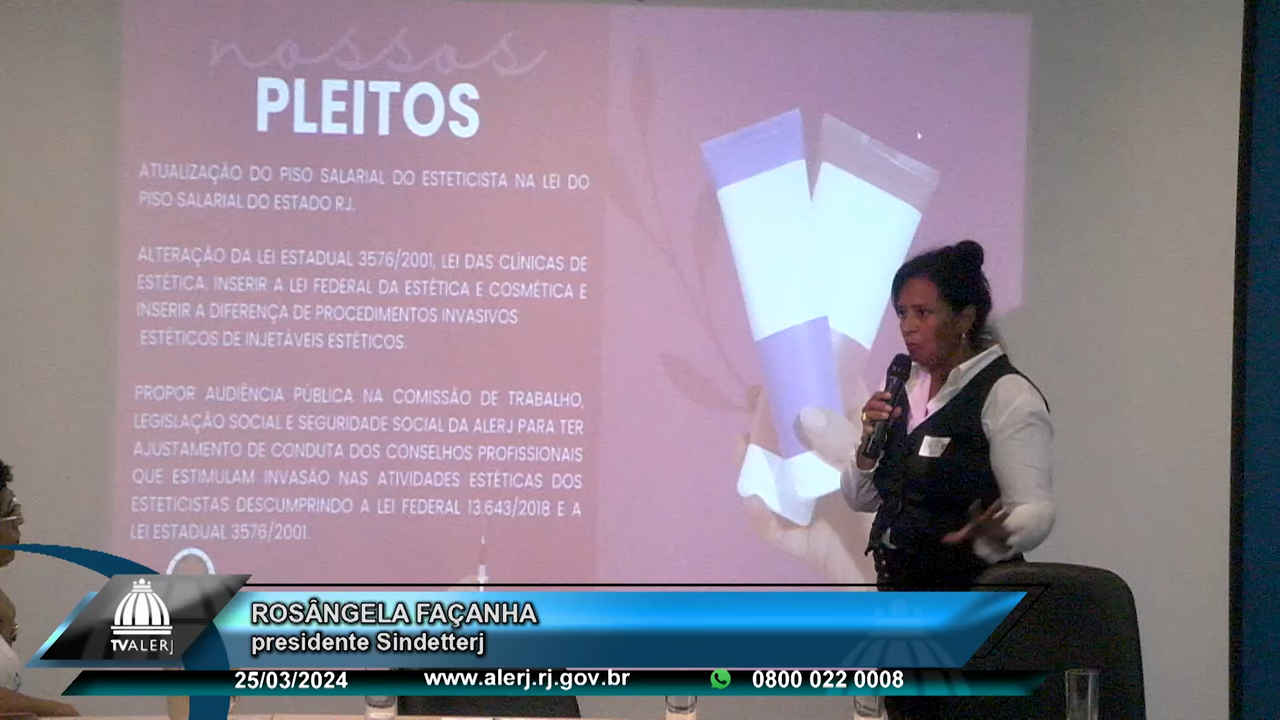 nossos
PLEITOS
ATUALIZAÇÃO DO PISO SALARIAL DO ESTETICISTA NA LEI DO
PISO SALARIAL DO ESTADO RJ.
ALTERAÇÃO DA LEI ESTADUAL 3576/2001, LEI DAS CLÍNICAS DE
ESTÉTICA. INSERIR A LEI FEDERAL DA ESTÉTICA E COSMÉTICA E
INSERIR A DIFERENÇA DE PROCEDIMENTOS INVASIVOS
ESTÉTICOS DE INJETÁVEIS ESTÉTICOS.
PROPOR AUDIÊNCIA PÚBLICA NA COMISSÃO DE TRABALHO,
LEGISLAÇÃO SOCIAL E SEGURIDADE SOCIAL DA ALERJ PARA TER
AJUSTAMENTO DE CONDUTA DOS CONSELHOS PROFISSIONAIS
QUE ESTIMULAM INVASÃO NAS ATIVIDADES ESTÉTICAS DOS
ESTETICISTAS DESCUMPRINDO A LEI FEDERAL 13.643/2018 E A
LEI ESTADUAL 3576/2001.
TVALERJ
ROSÂNGELA FAÇANHA
presidente Sindetterj
25/03/2024 www.alerj.rj.gov.br 0800 022 0008